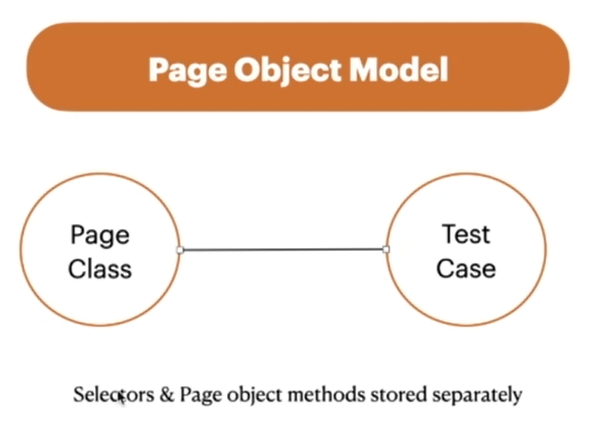 Page Object Model
Page
Class
Test
Case
Selectors & Page object methods stored separately